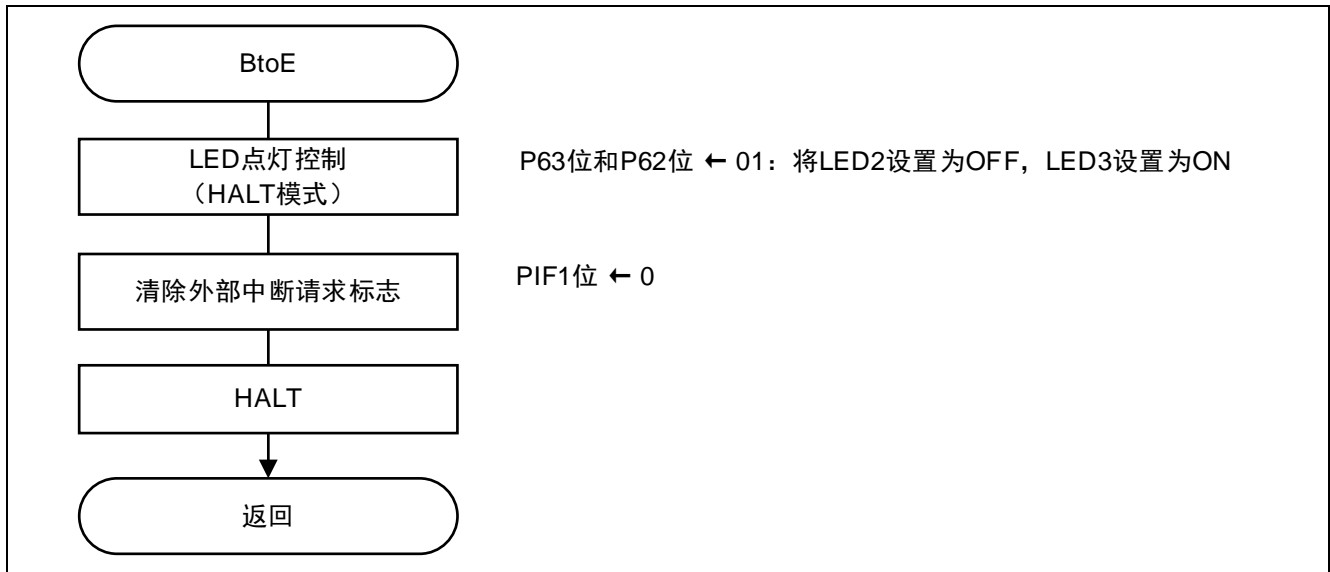 BtoE
LED点灯控制
（HALT模式）
P63位和P62位 ← 01：将LED2设置为OFF，LED3设置为ON
清除外部中断请求标志
PIF1位 ← 0
HALT
返回